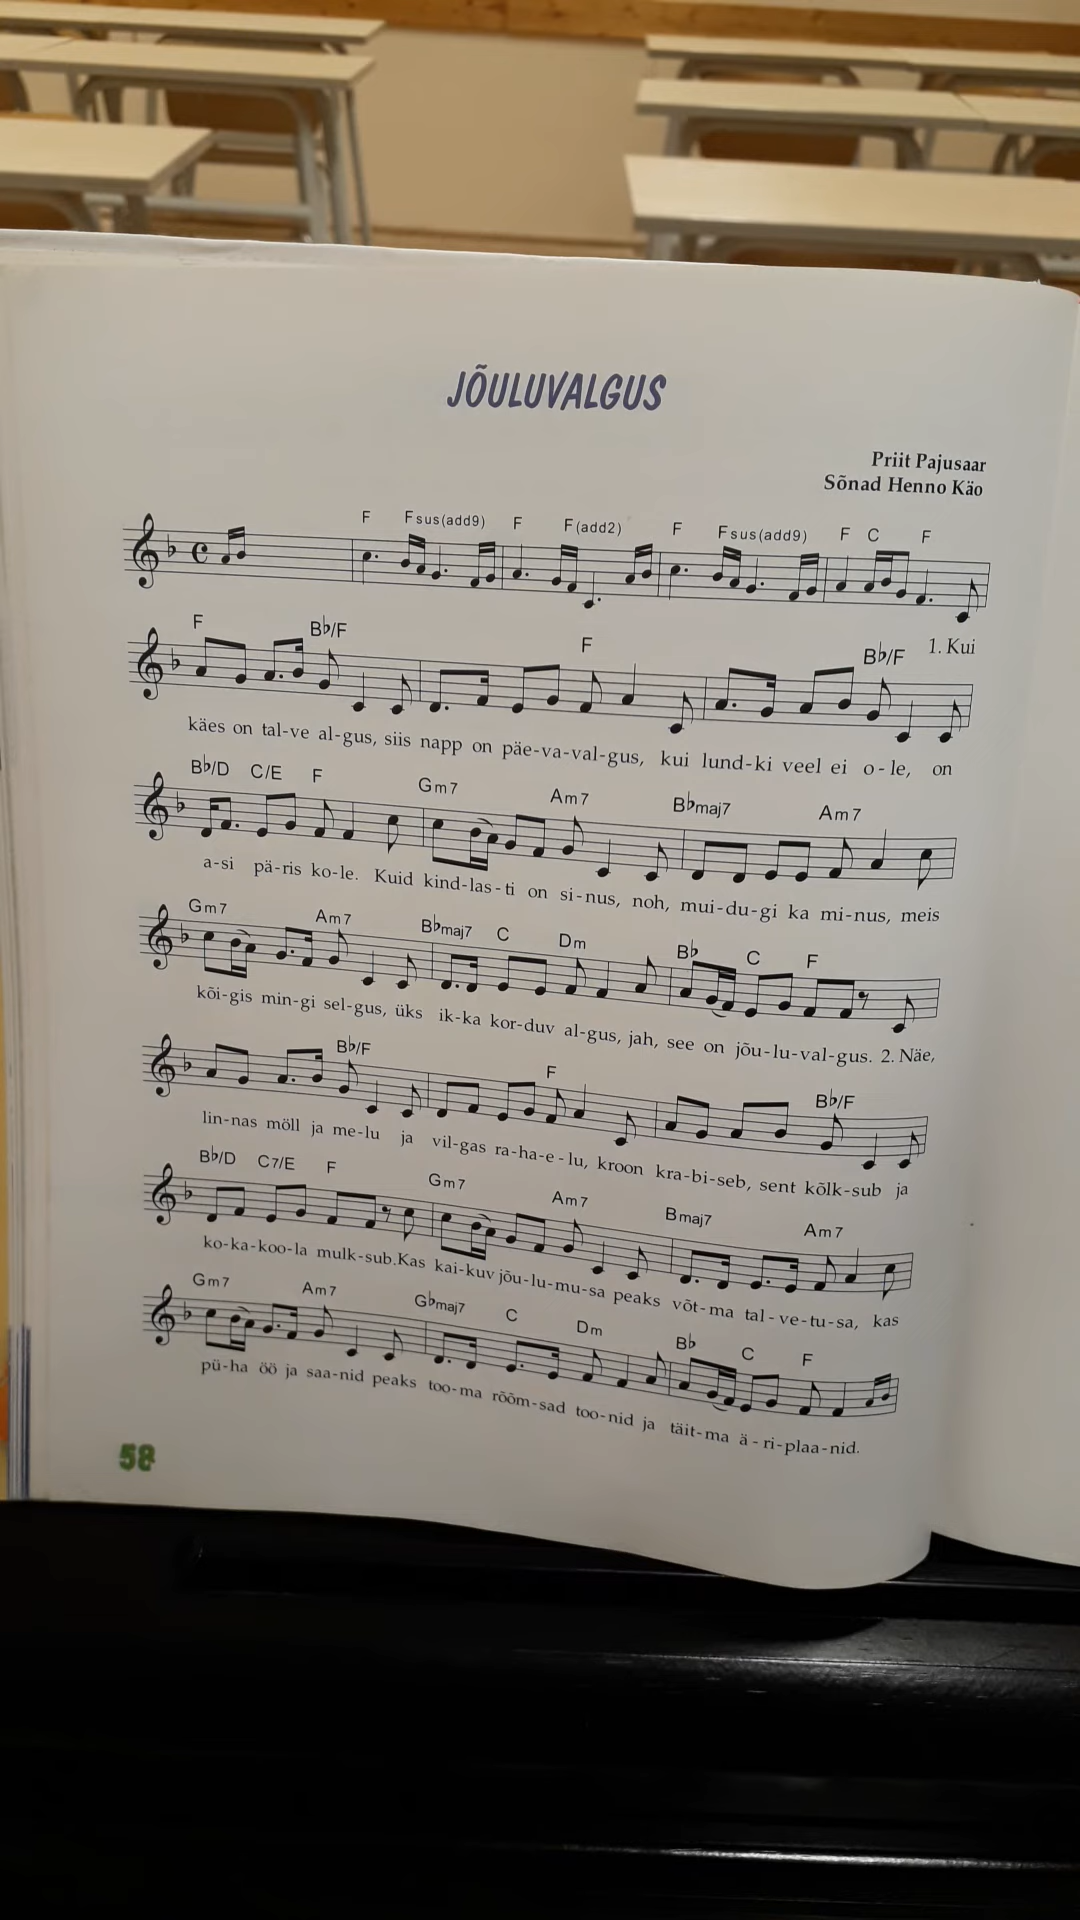 JÕULUVALGUS
Priit Pajusaar
Sõnad Henno Käo
F Fsus(add9) F F(add2) F Fsus(add9) F C F
1. Kui
F B♭/F F B♭/F
käes on tal-ve al-gus, siis napp on päe-va-val-gus, kui lund-ki veel ei o-le, on
B♭/D C/E F Gm7 Am7 B♭maj7 Am7
a-si pä-ris ko-le. Kuid kind-las-ti on si-nus, noh, mui-du-gi ka mi-nus, meis
Gm7 Am7 B♭maj7 C Dm B♭ C F
kõi-gis min-gi sel-gus, üks ik-ka kor-duv al-gus, jah, see on jõu-lu-val-gus. 2. Näe,
B♭/F F B♭/F
lin-nas möll ja me-lu ja vil-gas ra-ha-e-lu, kroon kra-bi-seb, sent kõlk-sub ja
B♭/D C7/E F Gm7 Am7 Bmaj7 Am7
ko-ka-koo-la mulk-sub.Kas kai-kuv jõu-lu-mu-sa peaks võt-ma tal-ve-tu-sa, kas
Gm7 Am7 G♭maj7 C Dm B♭ C F
pü-ha öö ja saa-nid peaks too-ma rõõm-sad too-nid ja täit-ma ä-ri-plaa-nid.
58